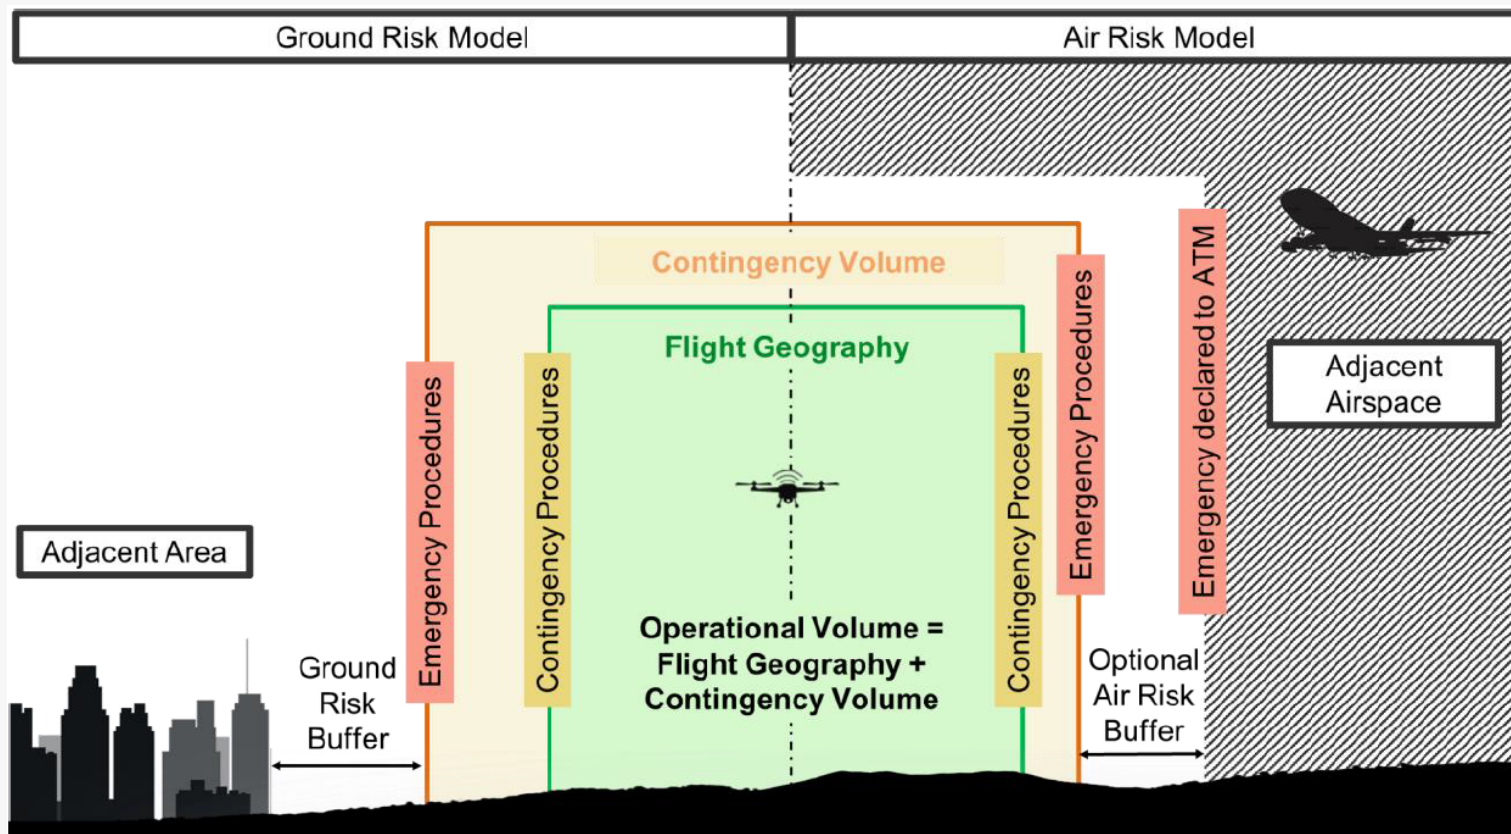 Ground Risk Model
Air Risk Model
Contingency Volume
Flight Geography
Emergency Procedures
Contingency Procedures
Contingency Procedures
Emergency Procedures
Emergency declared to ATM
Adjacent
Airspace
Adjacent Area
Operational Volume =
Flight Geography +
Contingency Volume
Ground
Risk
Buffer
Optional
Air Risk
Buffer